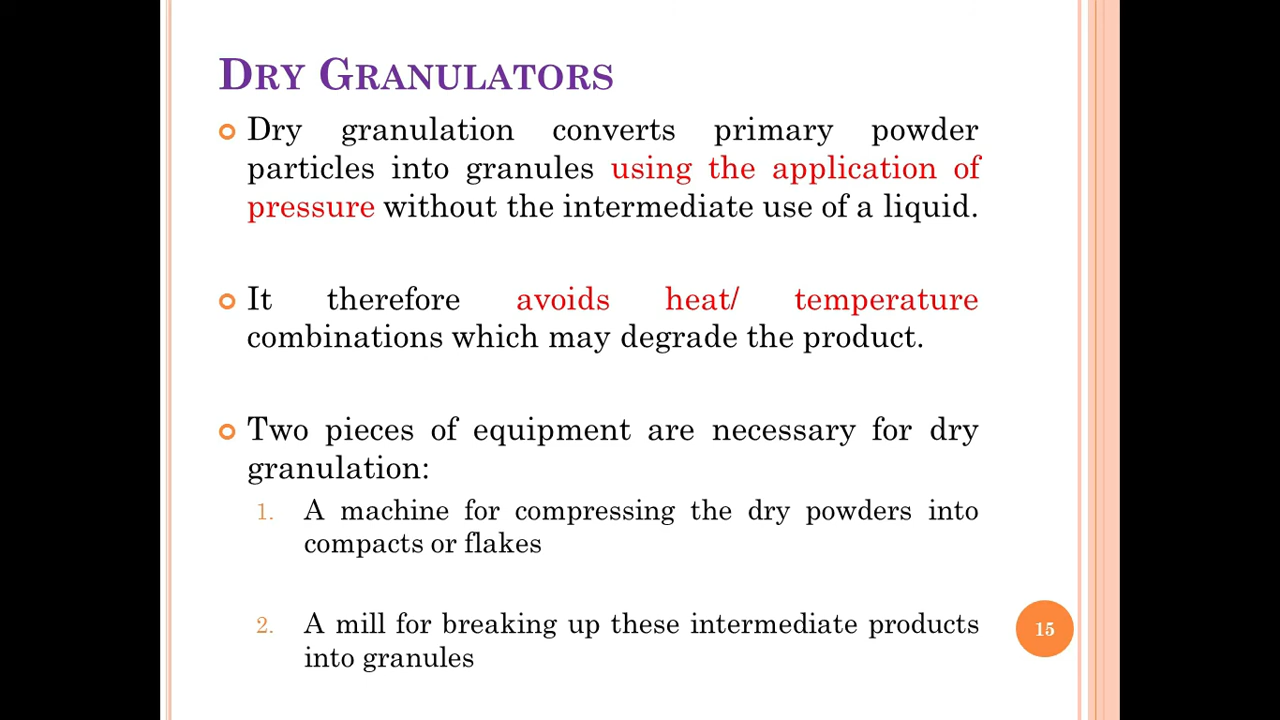 DRY GRANULATORS
Dry granulation converts primary powder
particles into granules using the application of
pressure without the intermediate use of a liquid.
It therefore avoids heat/ temperature
combinations which may degrade the product.
Two pieces of equipment are necessary for dry
granulation:
1. A machine for compressing the dry powders into
compacts or flakes
2. A mill for breaking up these intermediate products
into granules
15